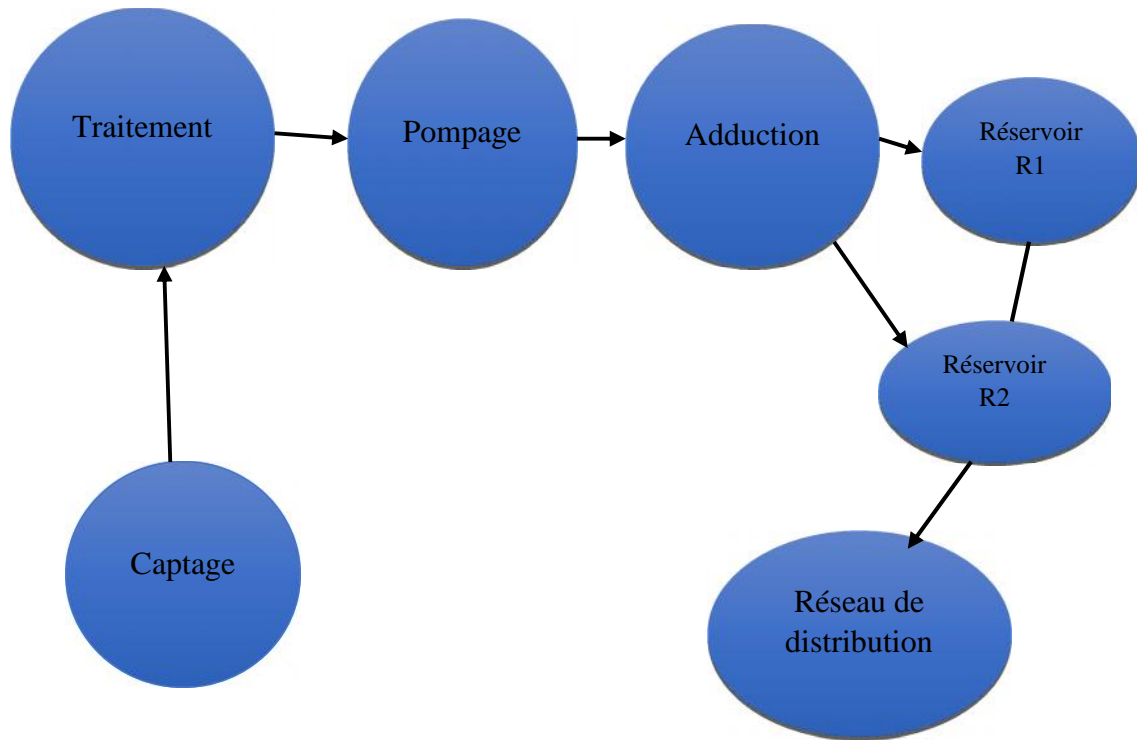 Traitement
Pompage
Adduction
Réservoir
R1
Réservoir
R2
Captage
Réseau de
distribution